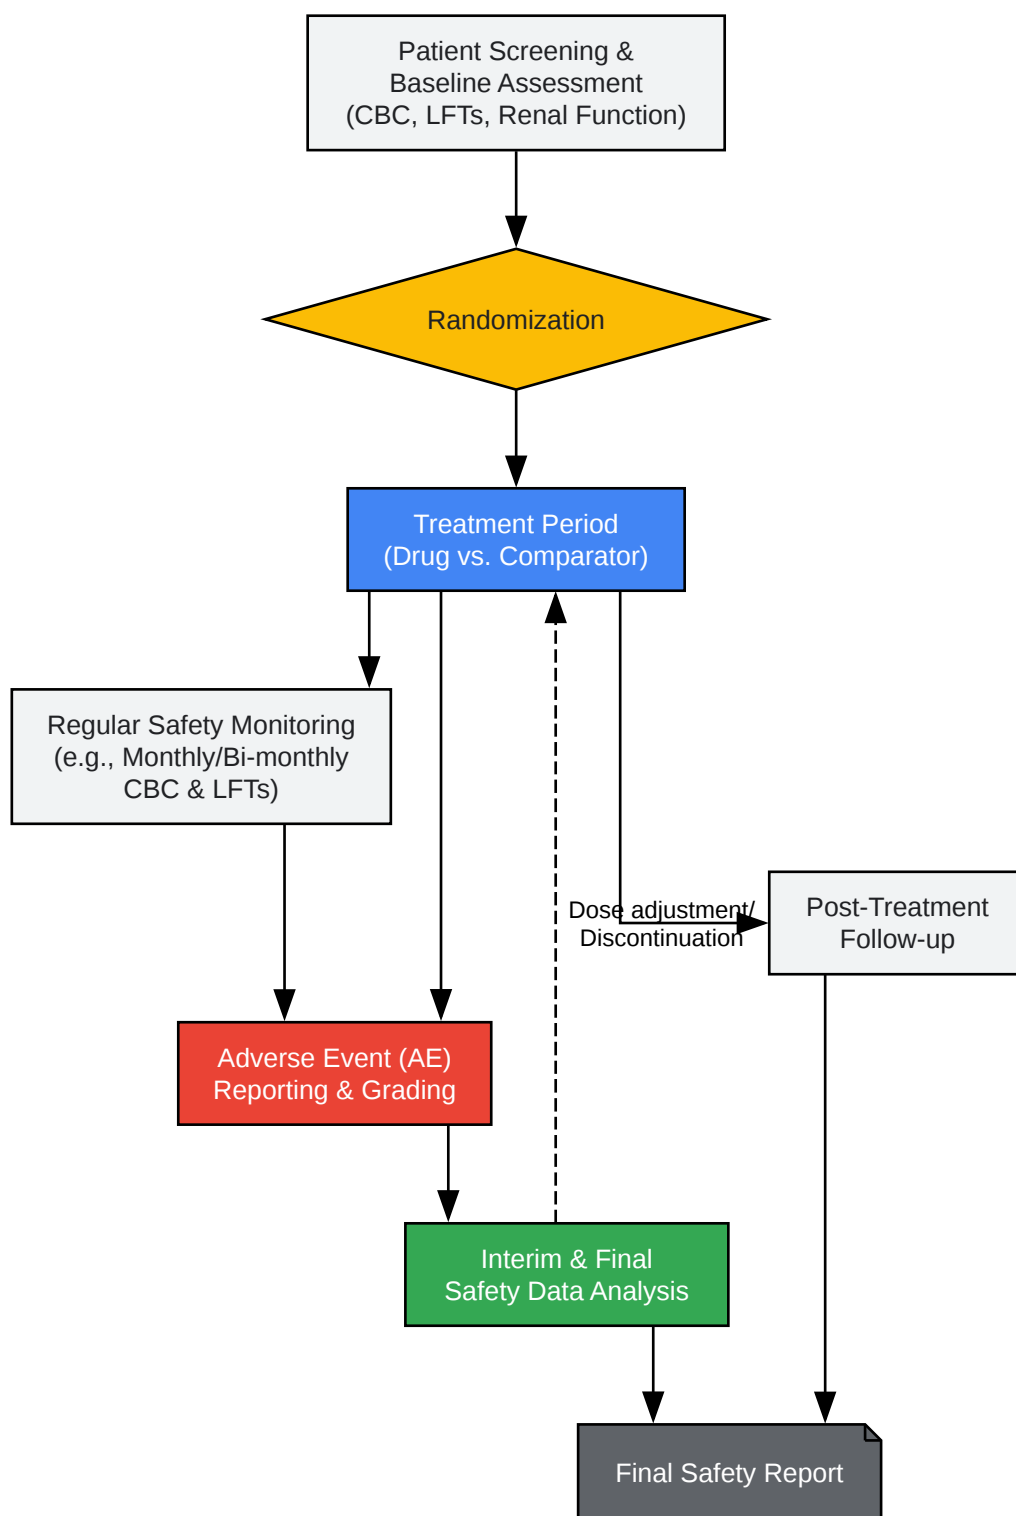 Patient Screening &
Baseline Assessment
(CBC, LFTs, Renal Function)
Randomization
Treatment Period
(Drug vs. Comparator)
Regular Safety Monitoring
(e.g., Monthly/Bi-monthly
CBC & LFTs)
Dose adjustment/
Discontinuation
Post-Treatment
Follow-up
Adverse Event (AE)
Reporting & Grading
Interim & Final
Safety Data Analysis
Final Safety Report